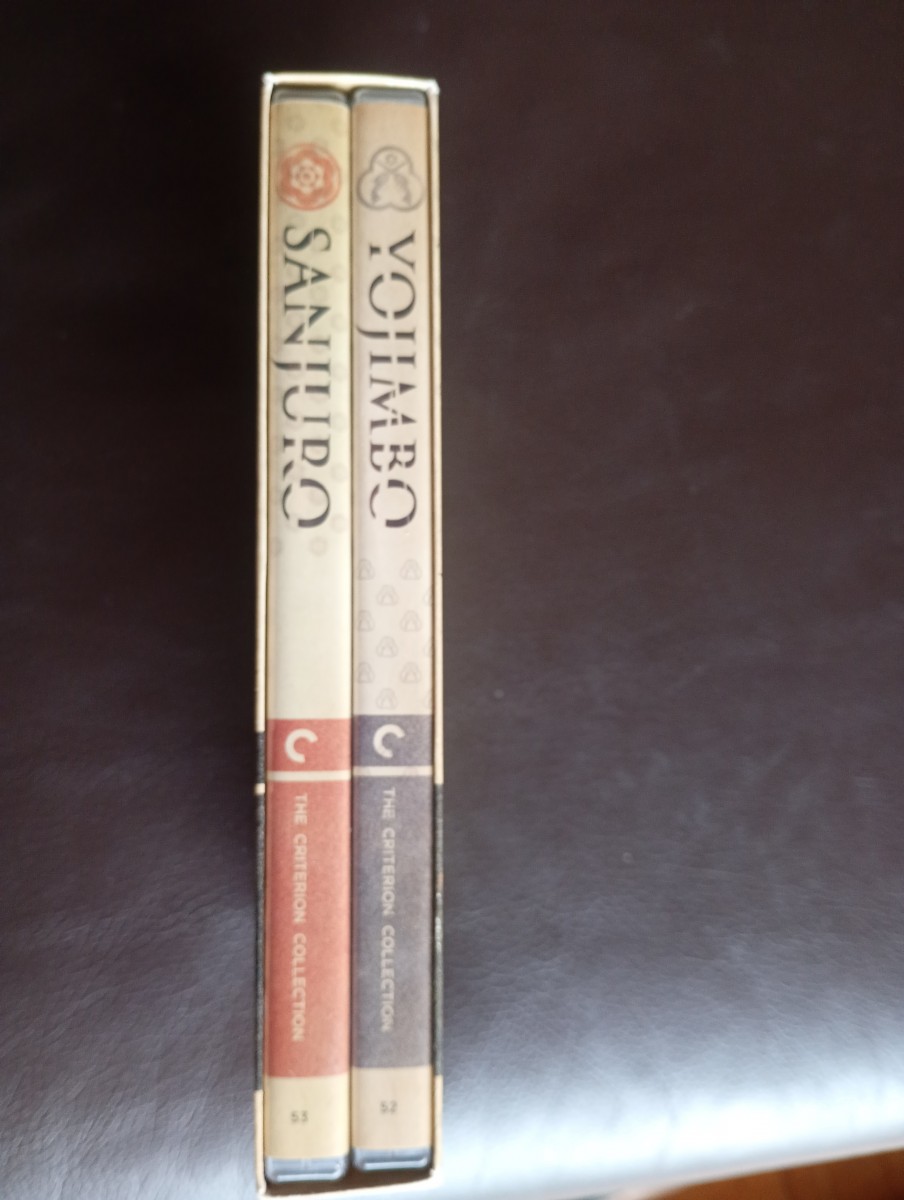 SANJURO
THE CRITERION COLLECTION
53
YOJIMBO
THE CRITERION COLLECTION
52